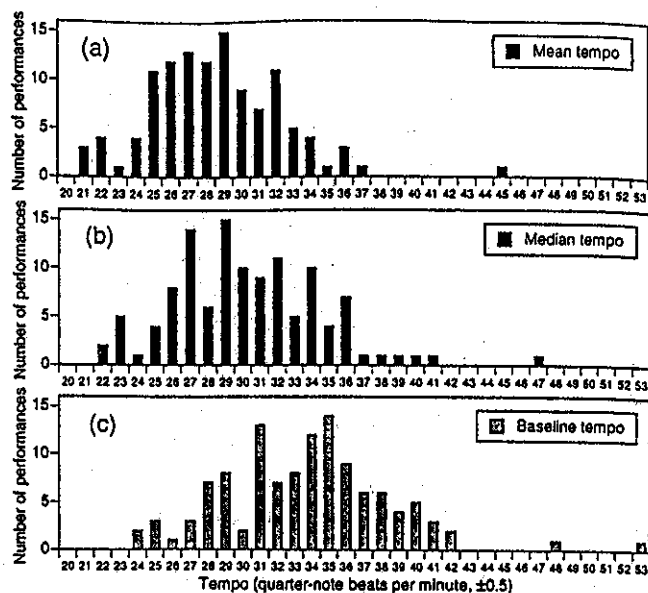 Number of performances
15
10
5
0
(a)
Mean tempo
20 21 22 23 24 25 26 27 28 29 30 31 32 33 34 35 36 37 38 39 40 41 42 43 44 45 46 47 48 49 50 51 52 53
Number of performances
15
10
5
0
(b)
Median tempo
20 21 22 23 24 25 26 27 28 29 30 31 32 33 34 35 36 37 38 39 40 41 42 43 44 45 46 47 48 49 50 51 52 53
Number of performances
15
10
5
0
(c)
Baseline tempo
20 21 22 23 24 25 26 27 28 29 30 31 32 33 34 35 36 37 38 39 40 41 42 43 44 45 46 47 48 49 50 51 52 53
Tempo (quarter-note beats per minute, ±0.5)